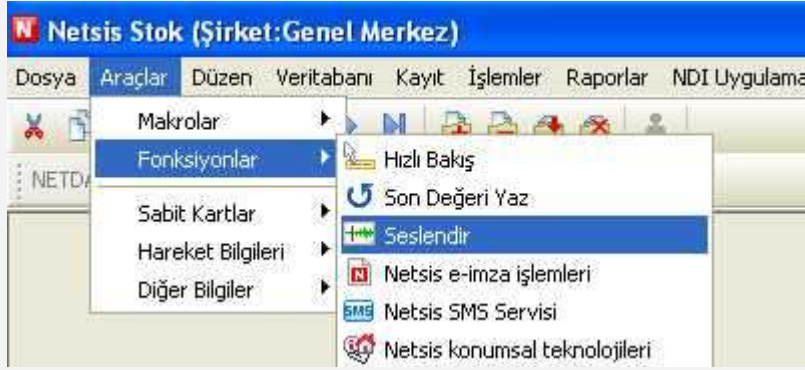 Netsis Stok (Şirket:Genel Merkez)
Dosya Araçlar Düzen Veritabanı Kayıt İşlemler Raporlar NDI Uygulama
Makrolar
Fonksiyonlar
Sabit Kartlar
Hareket Bilgileri
Diğer Bilgiler
Hızlı Bakış
Son Değeri Yaz
Seslendir
Netsis e-imza işlemleri
SMS Netsis SMS Servisi
Netsis konumsal teknolojileri